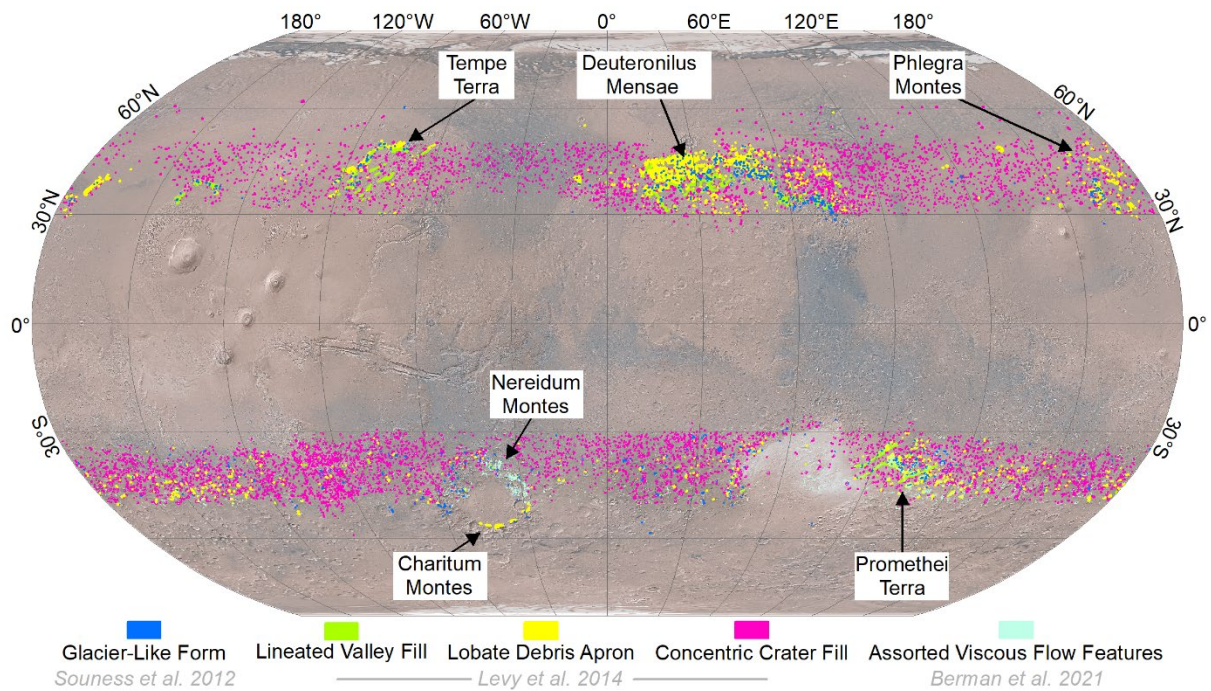 180° 120°W 60°W 0° 60°E 120°E 180°
Tempe
Terra
Deuteronilus
Mensae
Phlegra
Montes
60°N
60°N
30°N
30°N
0°
0°
Nereidum
Montes
30°S
30°S
Charitum
Montes
Promethei
Terra
Glacier-Like Form Lineated Valley Fill Lobate Debris Apron Concentric Crater Fill Assorted Viscous Flow Features
Souness et al. 2012 Levy et al. 2014 Berman et al. 2021